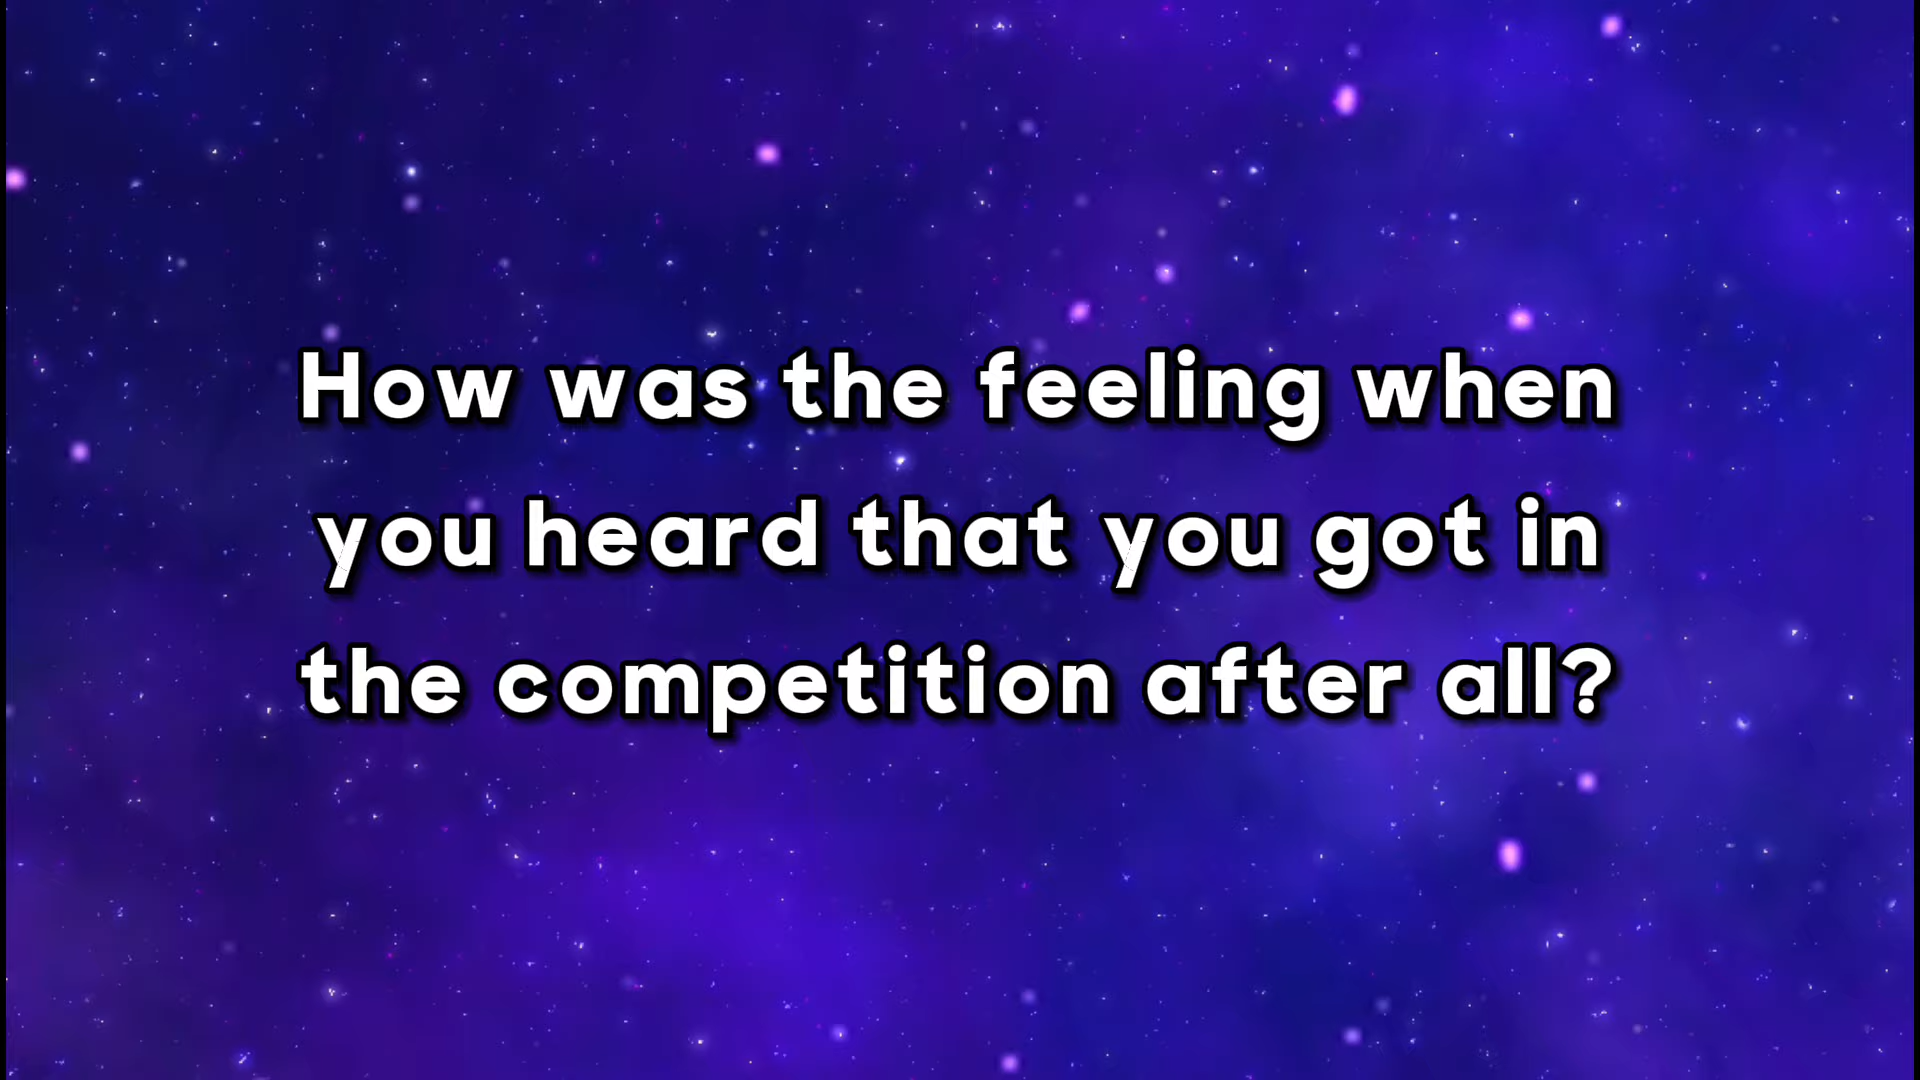 How was the feeling when
you heard that you got in
the competition after all?